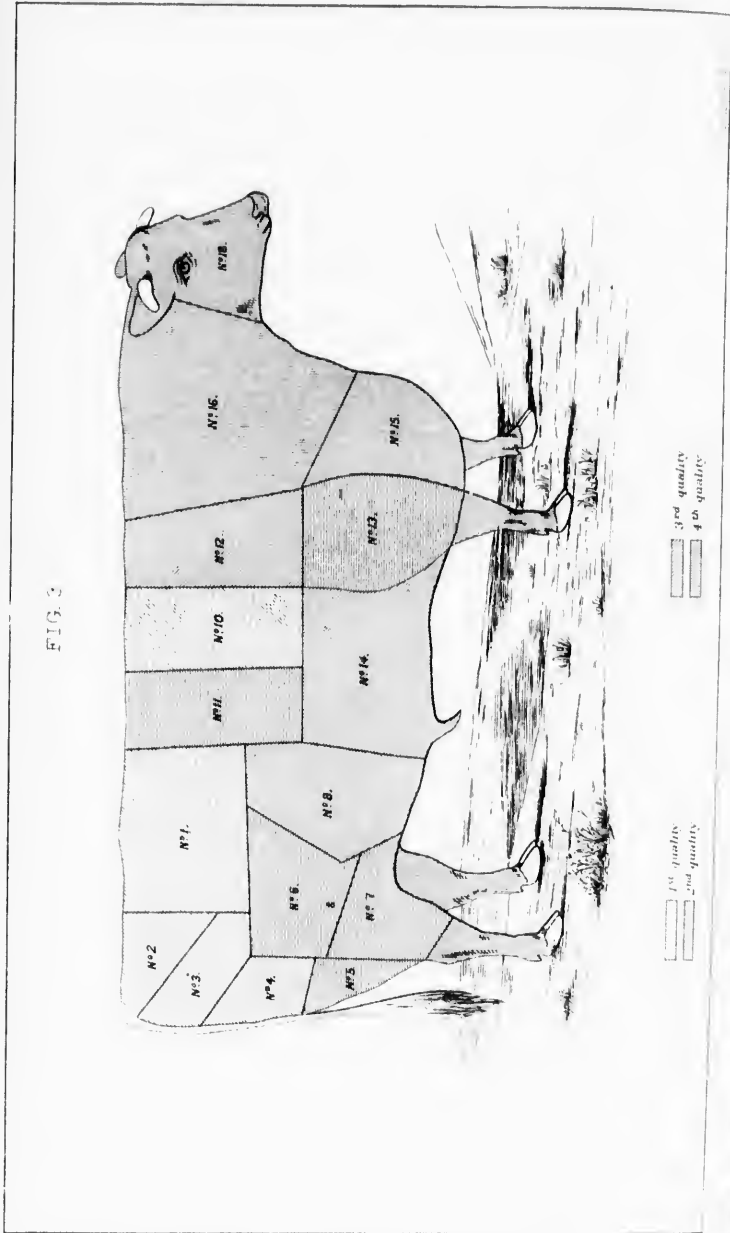 FIG. 3
Nº 1.
Nº 2
Nº 3.
Nº 4.
Nº 5
Nº 6.
&
Nº 7
Nº 8.
Nº 11.
Nº 10.
Nº 12.
Nº 14.
Nº 13.
Nº 15.
Nº 16.
Nº 18.
1st quality
2nd quality
3rd quality
4th quality